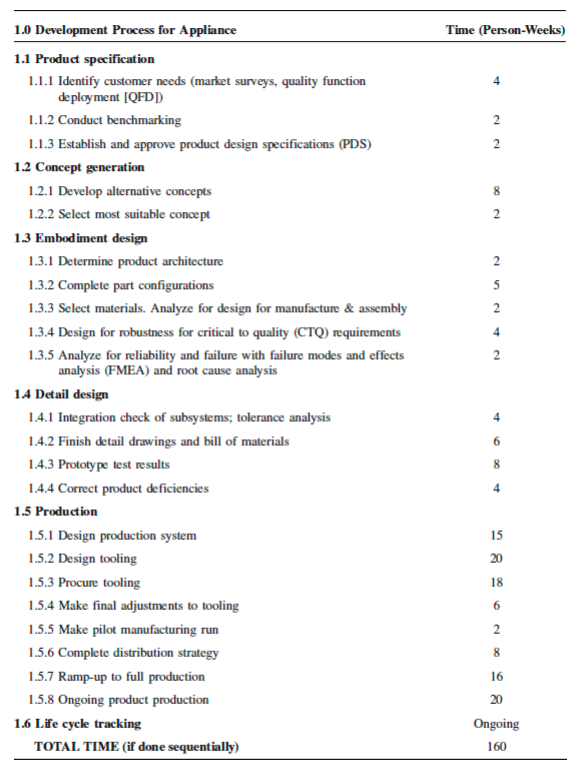 1.0 Development Process for Appliance Time (Person-Weeks)
1.1 Product specification
1.1.1 Identify customer needs (market surveys, quality function 4
deployment [QFD])
1.1.2 Conduct benchmarking 2
1.1.3 Establish and approve product design specifications (PDS) 2
1.2 Concept generation
1.2.1 Develop alternative concepts 8
1.2.2 Select most suitable concept 2
1.3 Embodiment design
1.3.1 Determine product architecture 2
1.3.2 Complete part configurations 5
1.3.3 Select materials. Analyze for design for manufacture & assembly 2
1.3.4 Design for robustness for critical to quality (CTQ) requirements 4
1.3.5 Analyze for reliability and failure with failure modes and effects 2
analysis (FMEA) and root cause analysis
1.4 Detail design
1.4.1 Integration check of subsystems; tolerance analysis 4
1.4.2 Finish detail drawings and bill of materials 6
1.4.3 Prototype test results 8
1.4.4 Correct product deficiencies 4
1.5 Production
1.5.1 Design production system 15
1.5.2 Design tooling 20
1.5.3 Procure tooling 18
1.5.4 Make final adjustments to tooling 6
1.5.5 Make pilot manufacturing run 2
1.5.6 Complete distribution strategy 8
1.5.7 Ramp-up to full production 16
1.5.8 Ongoing product production 20
1.6 Life cycle tracking Ongoing
TOTAL TIME (if done sequentially) 160